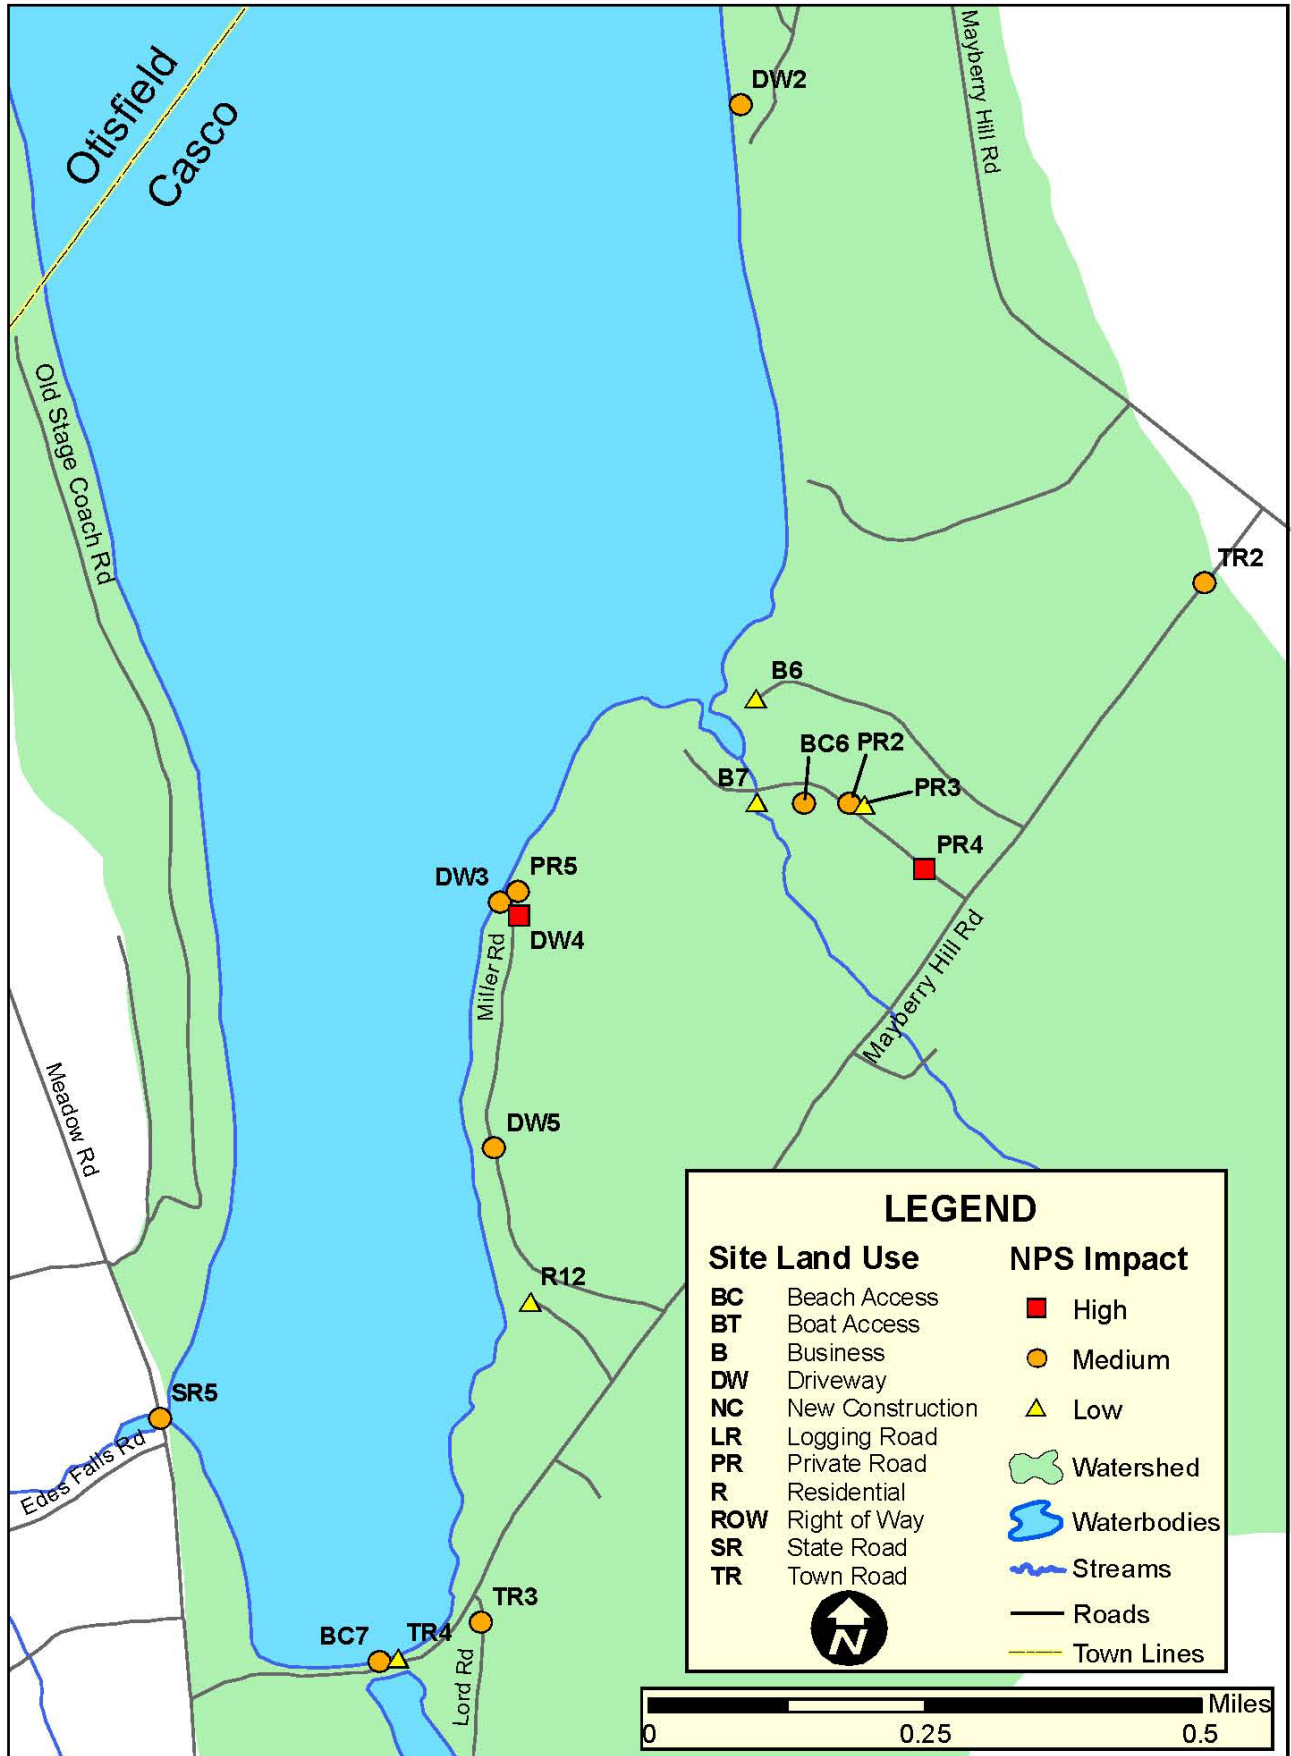 Otisfield
Casco
DW2
Mayberry Hill Rd
Old Stage Coach Rd
TR2
B6
BC6
PR2
B7
PR3
PR4
PR5
DW3
DW4
Miller Rd
Mayberry Hill Rd
Meadow Rd
DW5
R12
SR5
Edes Falls Rd
TR3
BC7
TR4
Lord Rd
LEGEND
Site Land Use
BC Beach Access
BT Boat Access
B Business
DW Driveway
NC New Construction
LR Logging Road
PR Private Road
R Residential
ROW Right of Way
SR State Road
TR Town Road
N
NPS Impact
High
Medium
Low
Watershed
Waterbodies
Streams
Roads
Town Lines
Miles
0 0.25 0.5